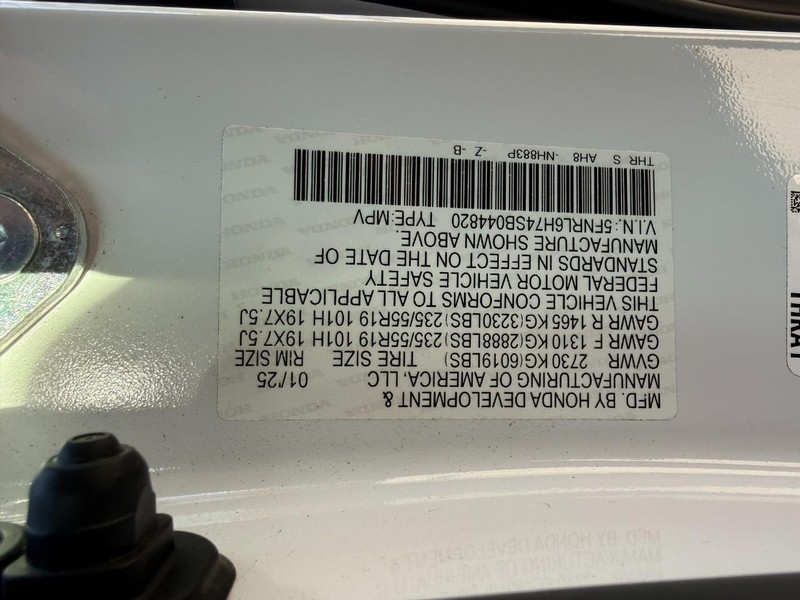 MFD. BY HONDA DEVELOPMENT &
MANUFACTURING OF AMERICA, LLC 01/'25
GVWR 2730 KG (6019LBS) TIRE SIZE RIM SIZE
GAWR F 1310 KG (2888LBS) 235/55R19 101H 19X7.5J
GAWR R 1465 KG (3230LBS) 235/55R19 101H 19X7.5J
THIS VEHICLE CONFORMS TO ALL APPLICABLE
FEDERAL MOTOR VEHICLE SAFETY
STANDARDS IN EFFECT ON THE DATE OF
MANUFACTURE SHOWN ABOVE.
V.I.N.: 5FNRL6H74SB044820 TYPE:MPV
THR S AH8 -NH883P -Z -B